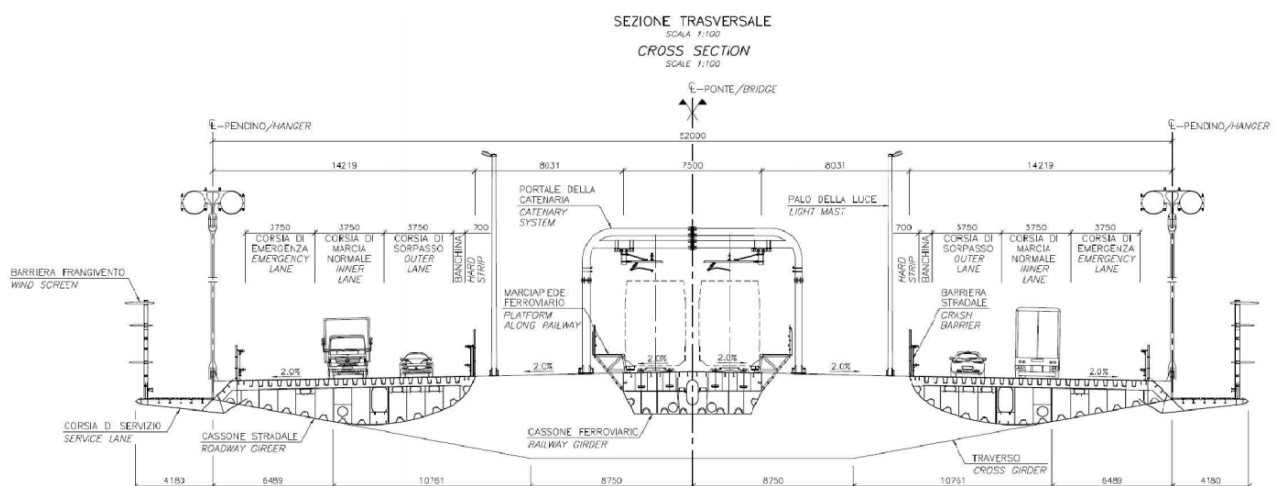 SEZIONE TRASVERSALE
SCALA 1:100
CROSS SECTION
SCALE 1:100
℄-PONTE/BRIDGE
℄-PENDINO/HANGER
℄-PENDINO/HANGER
52000
14219
8031
7500
8031
14219
PORTALE DELLA
CATENARIA
CATENARY
SYSTEM
PALO DELLA LUCE
LIGHT MAST
3750
3750
3750
700
700
3750
3750
3750
CORSIA DI
EMERGENZA
EMERGENCY
LANE
CORSIA DI
MARCIA
NORMALE
INNER
LANE
CORSIA DI
SORPASSO
OUTER
LANE
BANCHINA
HARD
STRIP
HARD
STRIP
BANCHINA
CORSIA DI
SORPASSO
OUTER
LANE
CORSIA DI
MARCIA
NORMALE
INNER
LANE
CORSIA DI
EMERGENZA
EMERGENCY
LANE
BARRIERA FRANGIVENTO
WIND SCREEN
MARCIAPIEDE
FERROVIARIO
PLATFORM
ALONG RAILWAY
BARRIERA
STRADALE
CRASH
BARRIER
2.0%
2.0%
2.0%
2.0%
2.0%
2.0%
CORSIA D SERVIZIO
SERVICE LANE
CASSONE STRADALE
ROADWAY GIRDER
CASSONE FERROVIARIO
RAILWAY GIRDER
TRAVERSO
CROSS GIRDER
4180
6489
10761
8750
8750
10761
6489
4180